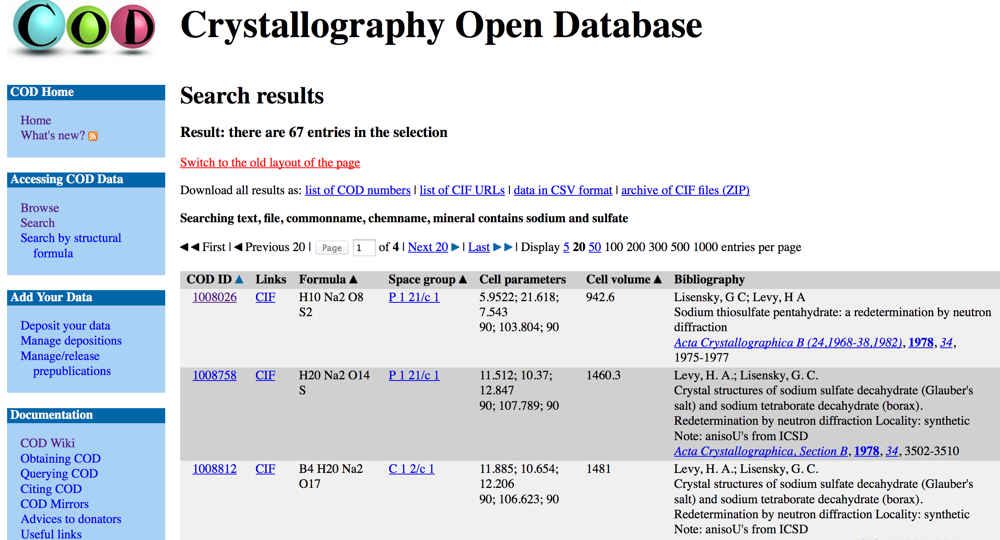 COD
Crystallography Open Database
COD Home
Home
What's new?
Accessing COD Data
Browse
Search
Search by structural
formula
Add Your Data
Deposit your data
Manage depositions
Manage/release
prepublications
Documentation
COD Wiki
Obtaining COD
Querying COD
Citing COD
COD Mirrors
Advices to donators
Useful links
Search results
Result: there are 67 entries in the selection
Switch to the old layout of the page
Download all results as: list of COD numbers | list of CIF URLs | data in CSV format | archive of CIF files (ZIP)
Searching text, file, commonname, chemname, mineral contains sodium and sulfate
◀◀ First | ◀ Previous 20 | Page 1 of 4 | Next 20 ▶ | Last ▶▶ | Display 5 20 50 100 200 300 500 1000 entries per page
COD ID ▲ Links Formula ▲ Space group ▲ Cell parameters Cell volume ▲ Bibliography
1008026 CIF H10 Na2 O8 P 1 21/c 1 5.9522; 21.618; 942.6 Lisensky, G C; Levy, H A
S2 7.543 Sodium thiosulfate pentahydrate: a redetermination by neutron
90; 103.804; 90 diffraction
Acta Crystallographica B (24,1968-38,1982), 1978, 34,
1975-1977
1008758 CIF H20 Na2 O14 P 1 21/c 1 11.512; 10.37; 1460.3 Levy, H. A.; Lisensky, G. C.
S 12.847 Crystal structures of sodium sulfate decahydrate (Glauber's
90; 107.789; 90 salt) and sodium tetraborate decahydrate (borax).
Redetermination by neutron diffraction Locality: synthetic
Note: anisoU's from ICSD
Acta Crystallographica, Section B, 1978, 34, 3502-3510
1008812 CIF B4 H20 Na2 C 1 2/c 1 11.885; 10.654; 1481 Levy, H. A.; Lisensky, G. C.
O17 12.206 Crystal structures of sodium sulfate decahydrate (Glauber's
90; 106.623; 90 salt) and sodium tetraborate decahydrate (borax).
Redetermination by neutron diffraction Locality: synthetic
Note: anisoU's from ICSD